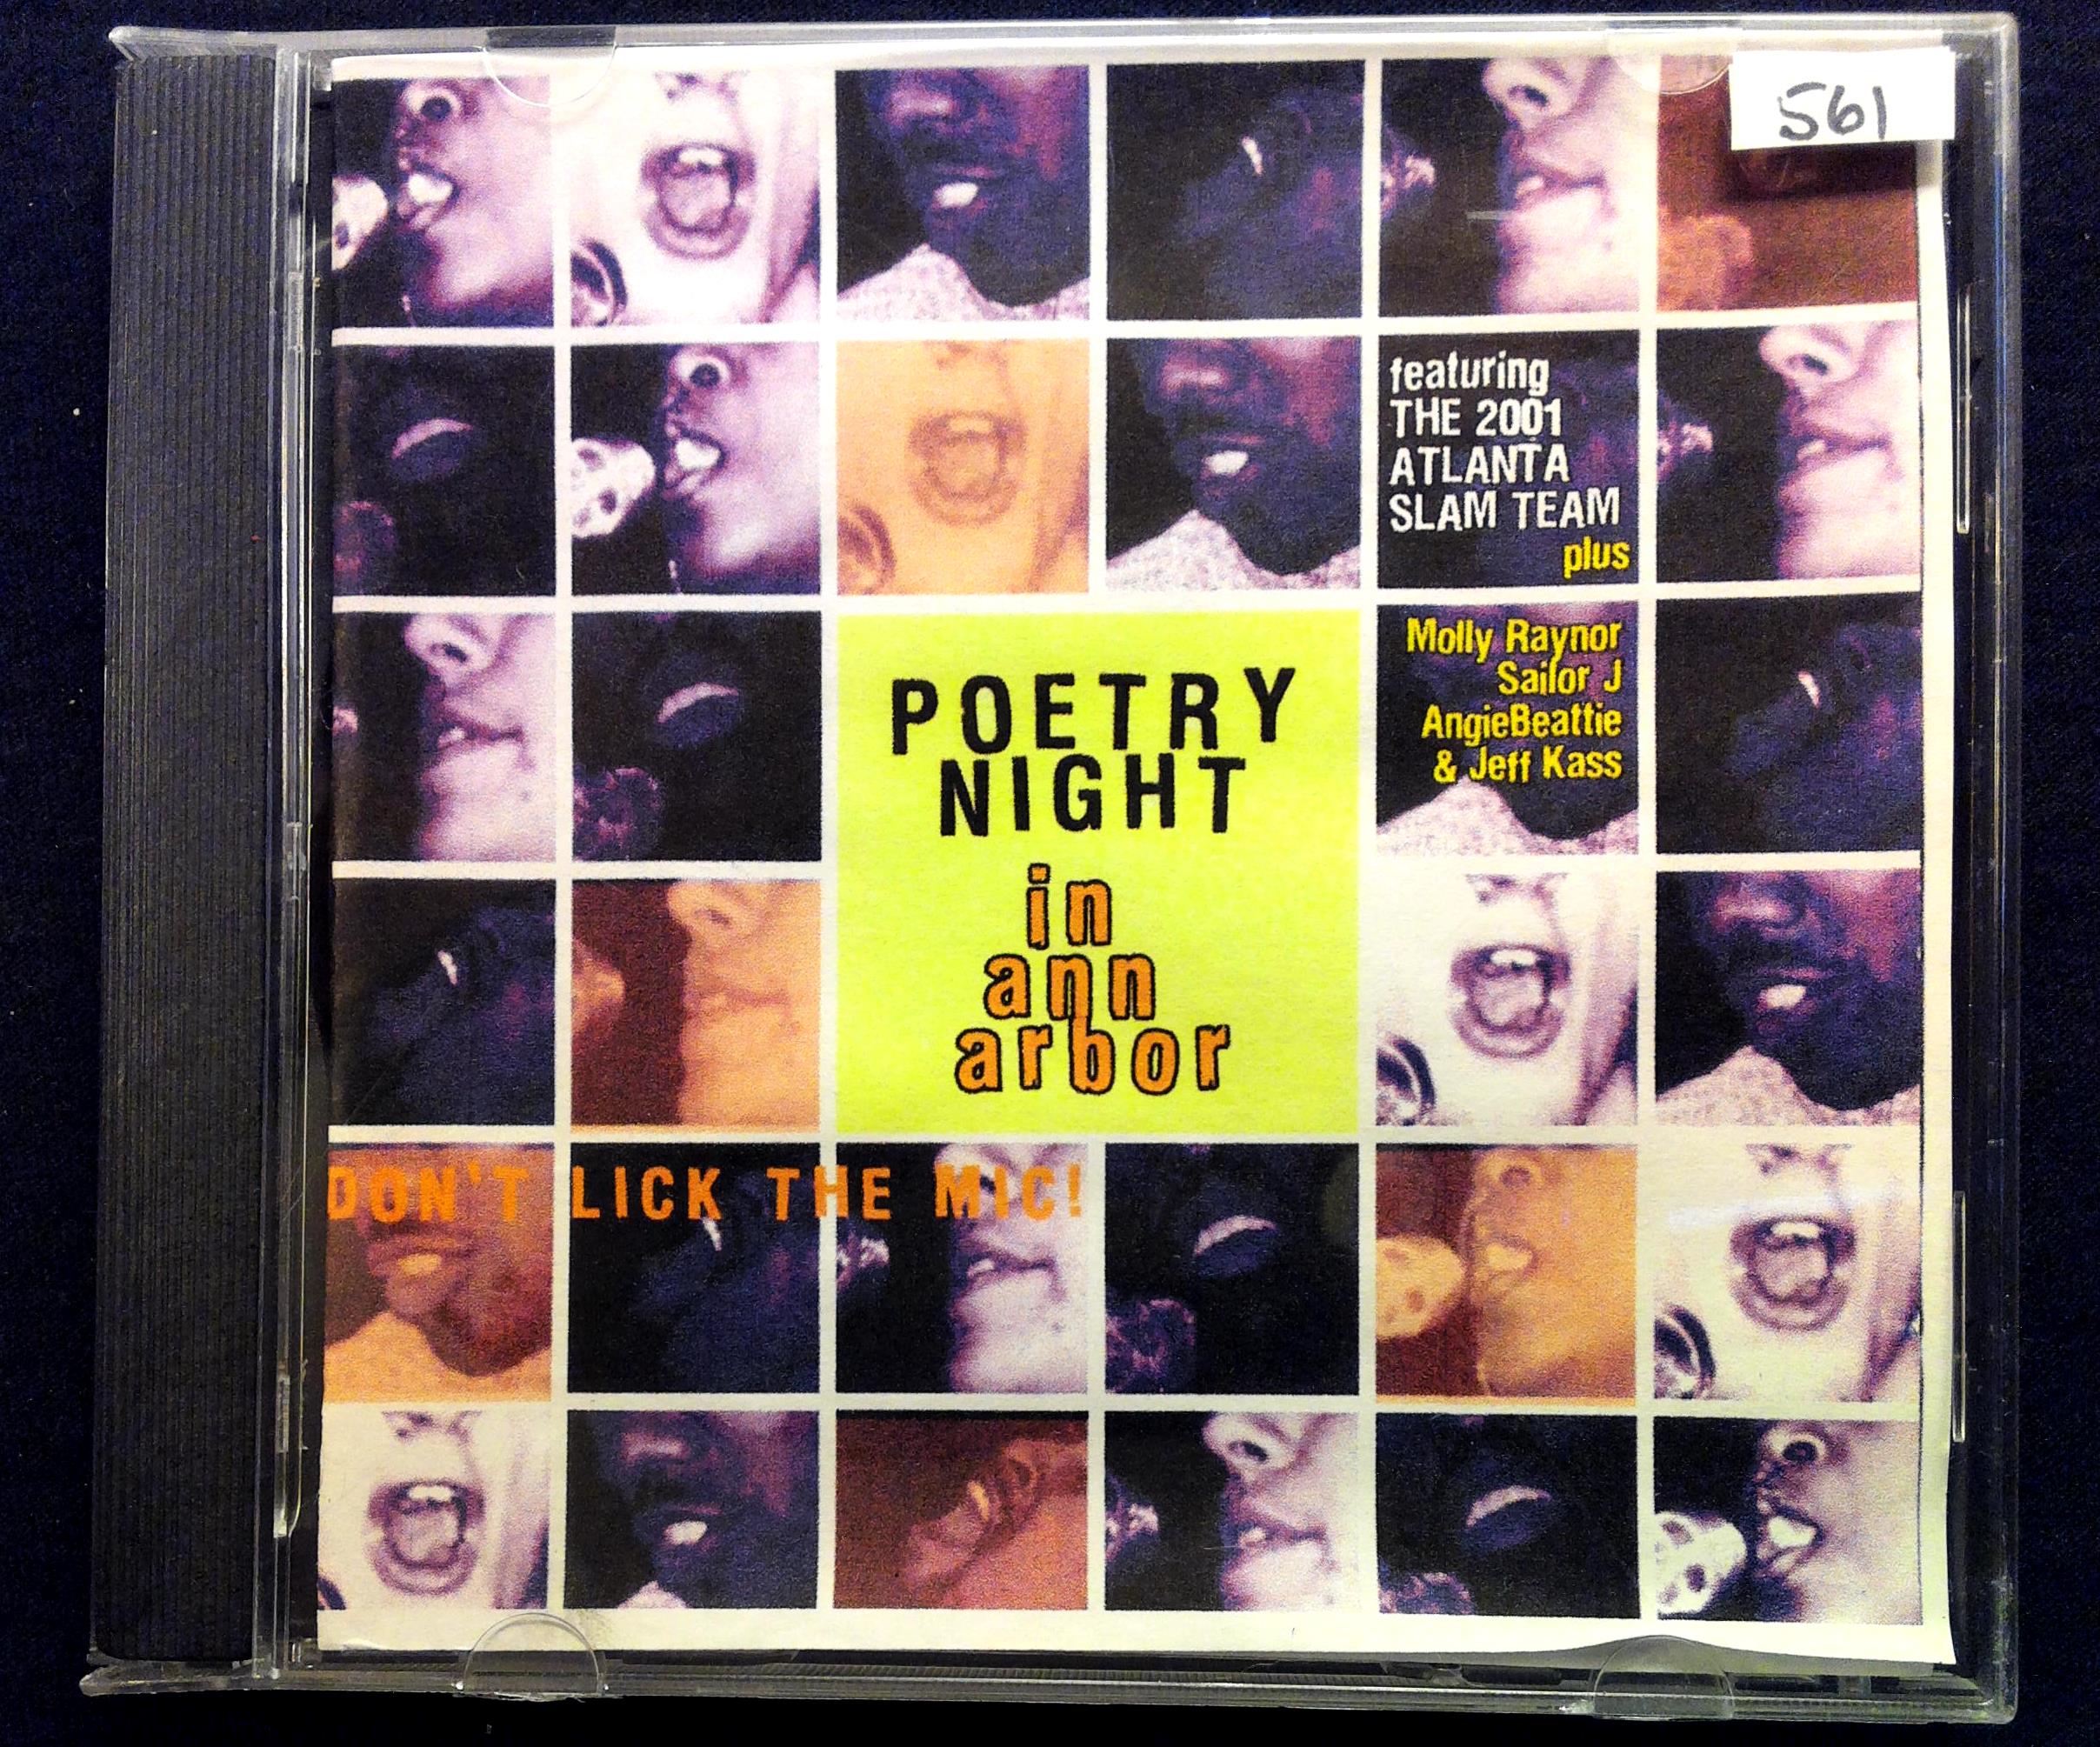 561
featuring
THE 2001
ATLANTA
SLAM TEAM
plus
Molly Raynor
Sailor J
AngieBeattie
& Jeff Kass
POETRY
NIGHT
in
ann
arbor
DON'T LICK THE MIC!